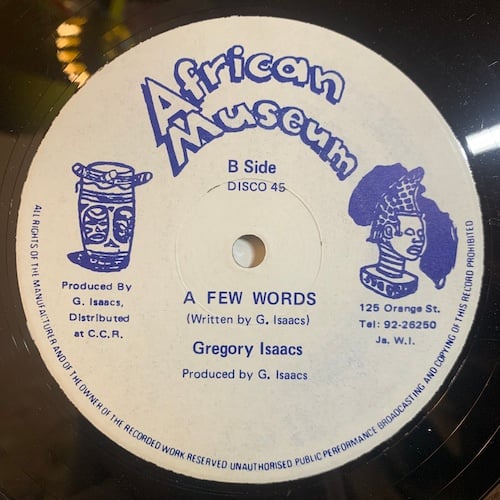 African
Museum
B Side
DISCO 45
Produced By
G. Isaacs,
Distributed
at C.C.R.
A FEW WORDS
(Written by G. Isaacs)
Gregory Isaacs
Produced by G. Isaacs
125 Orange St.
Tel: 92-26250
Ja. W.I.
ALL RIGHTS OF THE MANUFACTURER AND OF THE OWNER OF THE RECORDED WORK RESERVED UNAUTHORISED PUBLIC PERFORMANCE BROADCASTING AND COPYING OF THIS RECORD PROHIBITED